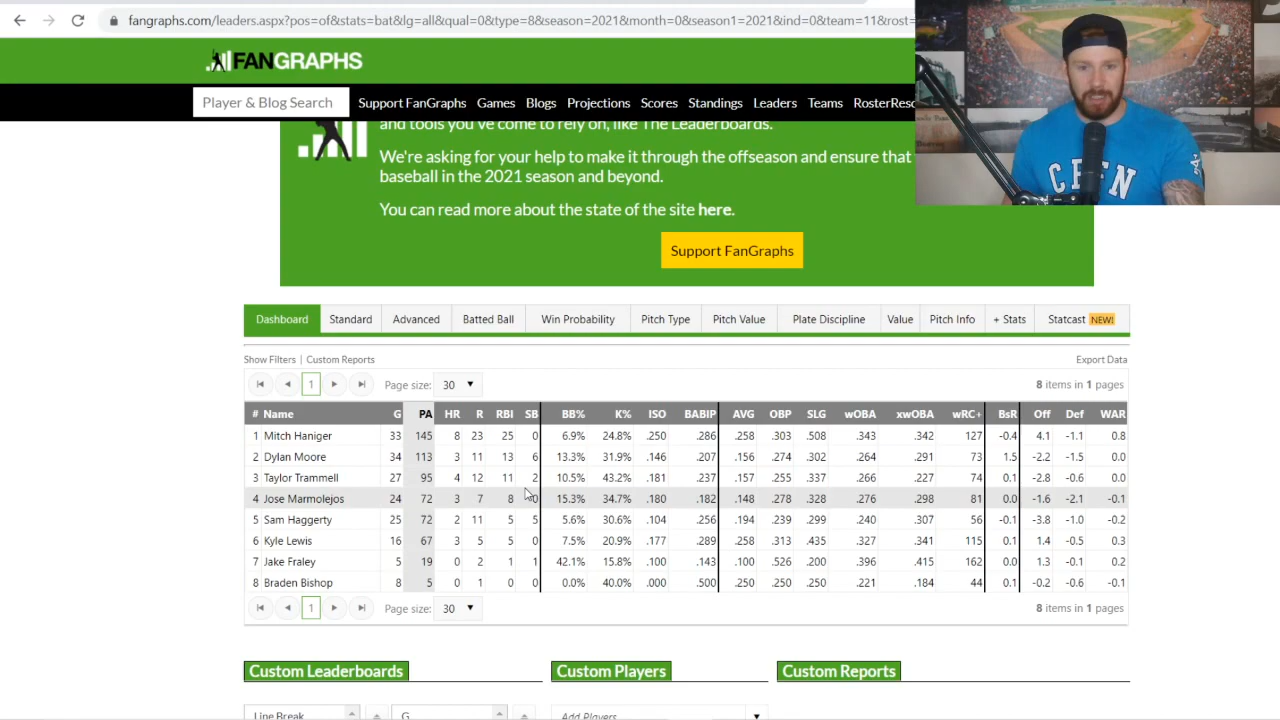 fangraphs.com/leaders.aspx?pos=of&stats=bat&lg=all&qual=0&type=8&season=2021&month=0&season1=2021&ind=0&team=11&rost=
FANGRAPHS
Player & Blog Search Support FanGraphs Games Blogs Projections Scores Standings Leaders Teams RosterResc
and tools you've come to rely on, like The Leaderboards.
We're asking for your help to make it through the offseason and ensure that
baseball in the 2021 season and beyond.
You can read more about the state of the site here.
Support FanGraphs
Dashboard Standard Advanced Batted Ball Win Probability Pitch Type Pitch Value Plate Discipline Value Pitch Info + Stats Statcast NEW!
Show Filters | Custom Reports Export Data
1 Page size: 30 8 items in 1 pages
# Name G PA HR R RBI SB BB% K% ISO BABIP AVG OBP SLG wOBA xwOBA wRC+ BsR Off Def WAR
1 Mitch Haniger 33 145 8 23 25 0 6.9% 24.8% .250 .286 .258 .303 .508 .343 .342 127 -0.4 4.1 -1.1 0.8
2 Dylan Moore 34 113 3 11 13 6 13.3% 31.9% .146 .207 .156 .274 .302 .264 .291 73 1.5 -2.2 -1.5 0.0
3 Taylor Trammell 27 95 4 12 11 2 10.5% 43.2% .181 .237 .157 .255 .337 .266 .227 74 0.1 -2.8 -0.6 0.0
4 Jose Marmolejos 24 72 3 7 8 0 15.3% 34.7% .180 .182 .148 .278 .328 .276 .298 81 0.0 -1.6 -2.1 -0.1
5 Sam Haggerty 25 72 2 11 5 5 5.6% 30.6% .104 .256 .194 .239 .299 .240 .307 56 -0.1 -3.8 -1.0 -0.2
6 Kyle Lewis 16 67 3 5 5 0 7.5% 20.9% .177 .289 .258 .313 .435 .327 .341 115 0.1 1.4 -0.5 0.3
7 Jake Fraley 5 19 0 2 1 1 42.1% 15.8% .100 .143 .100 .526 .200 .396 .415 162 0.0 1.3 -0.1 0.2
8 Braden Bishop 8 5 0 1 0 0 0.0% 40.0% .000 .500 .250 .250 .250 .221 .184 44 0.1 -0.2 -0.6 -0.1
1 Page size: 30 8 items in 1 pages
Custom Leaderboards Custom Players Custom Reports
Line Break G Add Players